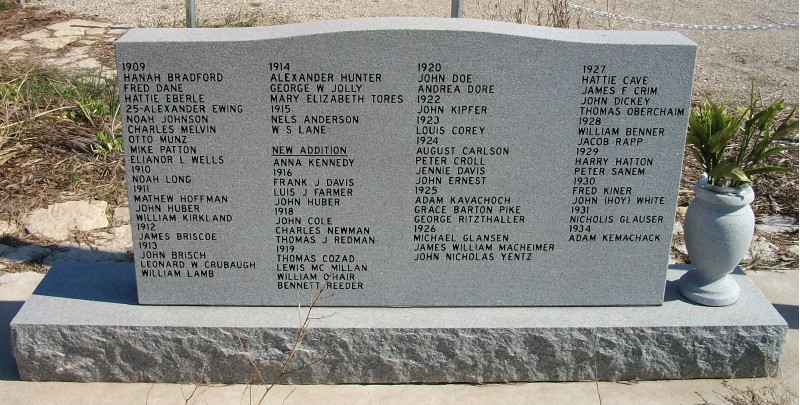 1909
HANAH BRADFORD
FRED DANE
HATTIE EBERLE
25-ALEXANDER EWING
NOAH JOHNSON
CHARLES MELVIN
OTTO MUNZ
MIKE PATTON
ELIANOR L WELLS
1910
NOAH LONG
1911
MATHEW HOFFMAN
JOHN HUBER
WILLIAM KIRKLAND
1912
JAMES BRISCOE
1913
JOHN BRISCH
LEONARD W CRUBAUGH
WILLIAM LAMB
1914
ALEXANDER HUNTER
GEORGE W JOLLY
MARY ELIZABETH TORES
1915
NELS ANDERSON
W S LANE
NEW ADDITION
ANNA KENNEDY
1916
FRANK J DAVIS
LUIS J FARMER
JOHN HUBER
1918
JOHN COLE
CHARLES NEWMAN
THOMAS J REDMAN
1919
THOMAS COZAD
LEWIS MC MILLAN
WILLIAM O'HAIR
BENNETT REEDER
1920
JOHN DOE
ANDREA DORE
1922
JOHN KIPFER
1923
LOUIS COREY
1924
AUGUST CARLSON
PETER CROLL
JENNIE DAVIS
JOHN ERNEST
1925
ADAM KAVACHOCH
GRACE BARTON PIKE
GEORGE RITZTHALLER
1926
MICHAEL GLANSEN
JAMES WILLIAM MACHEIMER
JOHN NICHOLAS YENTZ
1927
HATTIE CAVE
JAMES F CRIM
JOHN DICKEY
THOMAS OBERCHAIM
1928
WILLIAM BENNER
JACOB RAPP
1929
HARRY HATTON
PETER SANEM
1930
FRED KINER
JOHN (HOY) WHITE
1931
NICHOLIS GLAUSER
1934
ADAM KEMACHACK